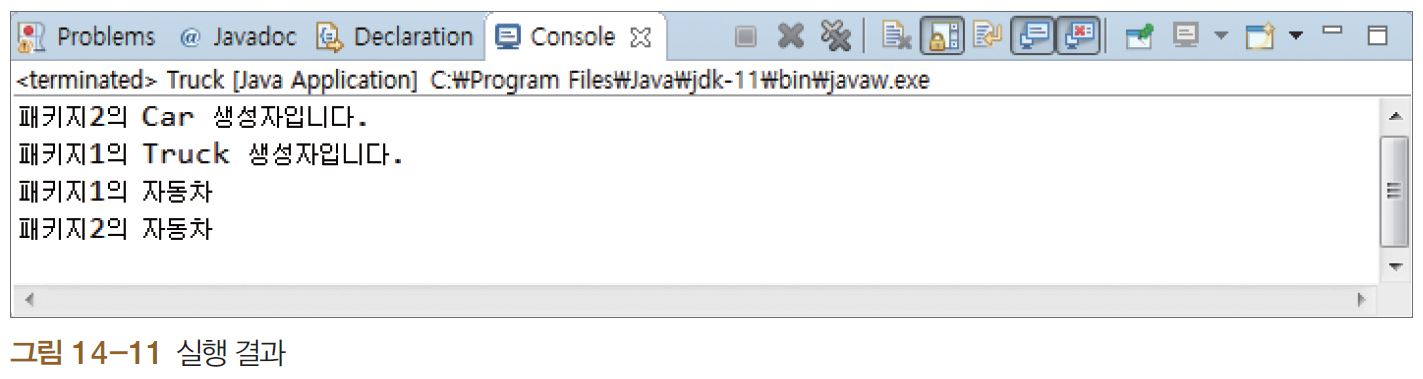 Problems @ Javadoc Declaration Console
<terminated> Truck [Java Application] C:₩Program Files₩Java₩jdk-11₩bin₩javaw.exe
패키지2의 Car 생성자입니다.
패키지1의 Truck 생성자입니다.
패키지1의 자동차
패키지2의 자동차
그림 14-11 실행 결과